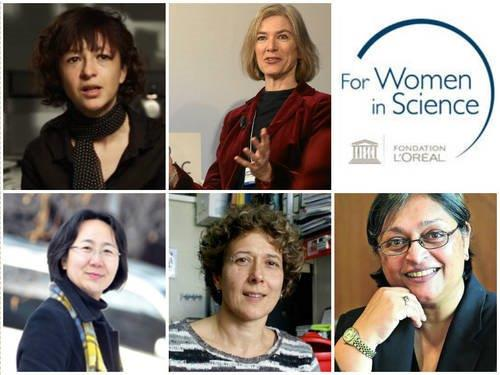 For Women
in Science
FONDATION
L'ORÉAL